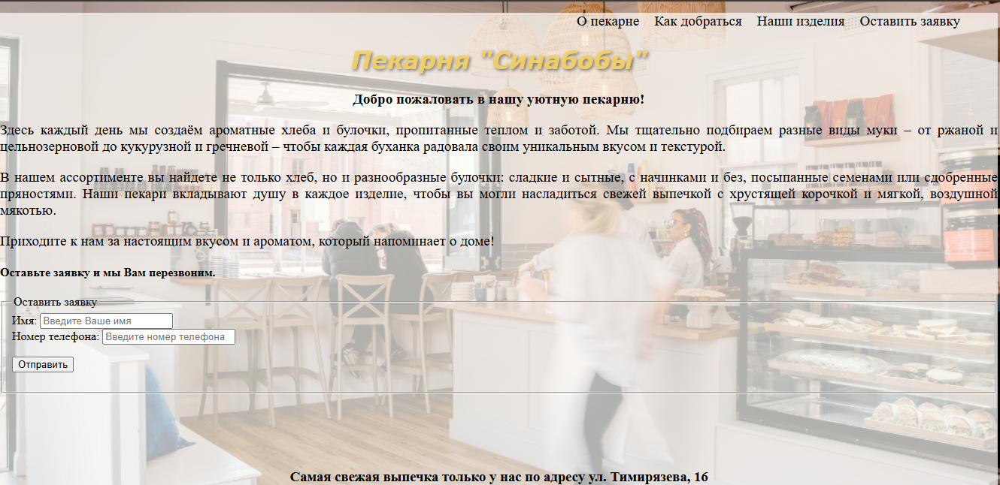 О пекарне Как добраться Наши изделия Оставить заявку
Пекарня "Синабобы"
Добро пожаловать в нашу уютную пекарню!
Здесь каждый день мы создаём ароматные хлеба и булочки, пропитанные теплом и заботой. Мы тщательно подбираем разные виды муки – от ржаной и
цельнозерновой до кукурузной и гречневой – чтобы каждая буханка радовала своим уникальным вкусом и текстурой.
В нашем ассортименте вы найдете не только хлеб, но и разнообразные булочки: сладкие и сытные, с начинками и без, посыпанные семенами или сдобренные
пряностями. Наши пекари вкладывают душу в каждое изделие, чтобы вы могли насладиться свежей выпечкой с хрустящей корочкой и мягкой, воздушной
мякотью.
Приходите к нам за настоящим вкусом и ароматом, который напоминает о доме!
Оставьте заявку и мы Вам перезвоним.
Оставить заявку
Имя: Введите Ваше имя
Номер телефона: Введите номер телефона
Отправить
Самая свежая выпечка только у нас по адресу ул. Тимирязева, 16